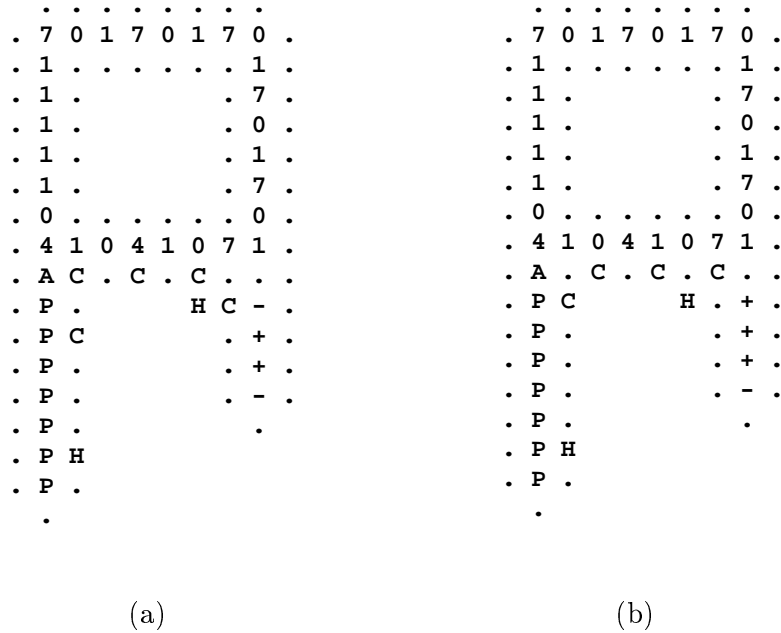 . . . . . . . .
. 7 0 1 7 0 1 7 0 .
. 1 . . . . . . 1 .
. 1 . . 7 .
. 1 . . 0 .
. 1 . . 1 .
. 1 . . 7 .
. 0 . . . . . . 0 .
. 4 1 0 4 1 0 7 1 .
. A C . C . C . . .
. P . H C - .
. P C . + .
. P . . + .
. P . . - .
. P . .
. P H
. P .
.
(a)
. . . . . . . .
. 7 0 1 7 0 1 7 0 .
. 1 . . . . . . 1 .
. 1 . . 7 .
. 1 . . 0 .
. 1 . . 1 .
. 1 . . 7 .
. 0 . . . . . . 0 .
. 4 1 0 4 1 0 7 1 .
. A . C . C . C . .
. P C H . + .
. P . . + .
. P . . + .
. P . . - .
. P . .
. P H
. P .
.
(b)